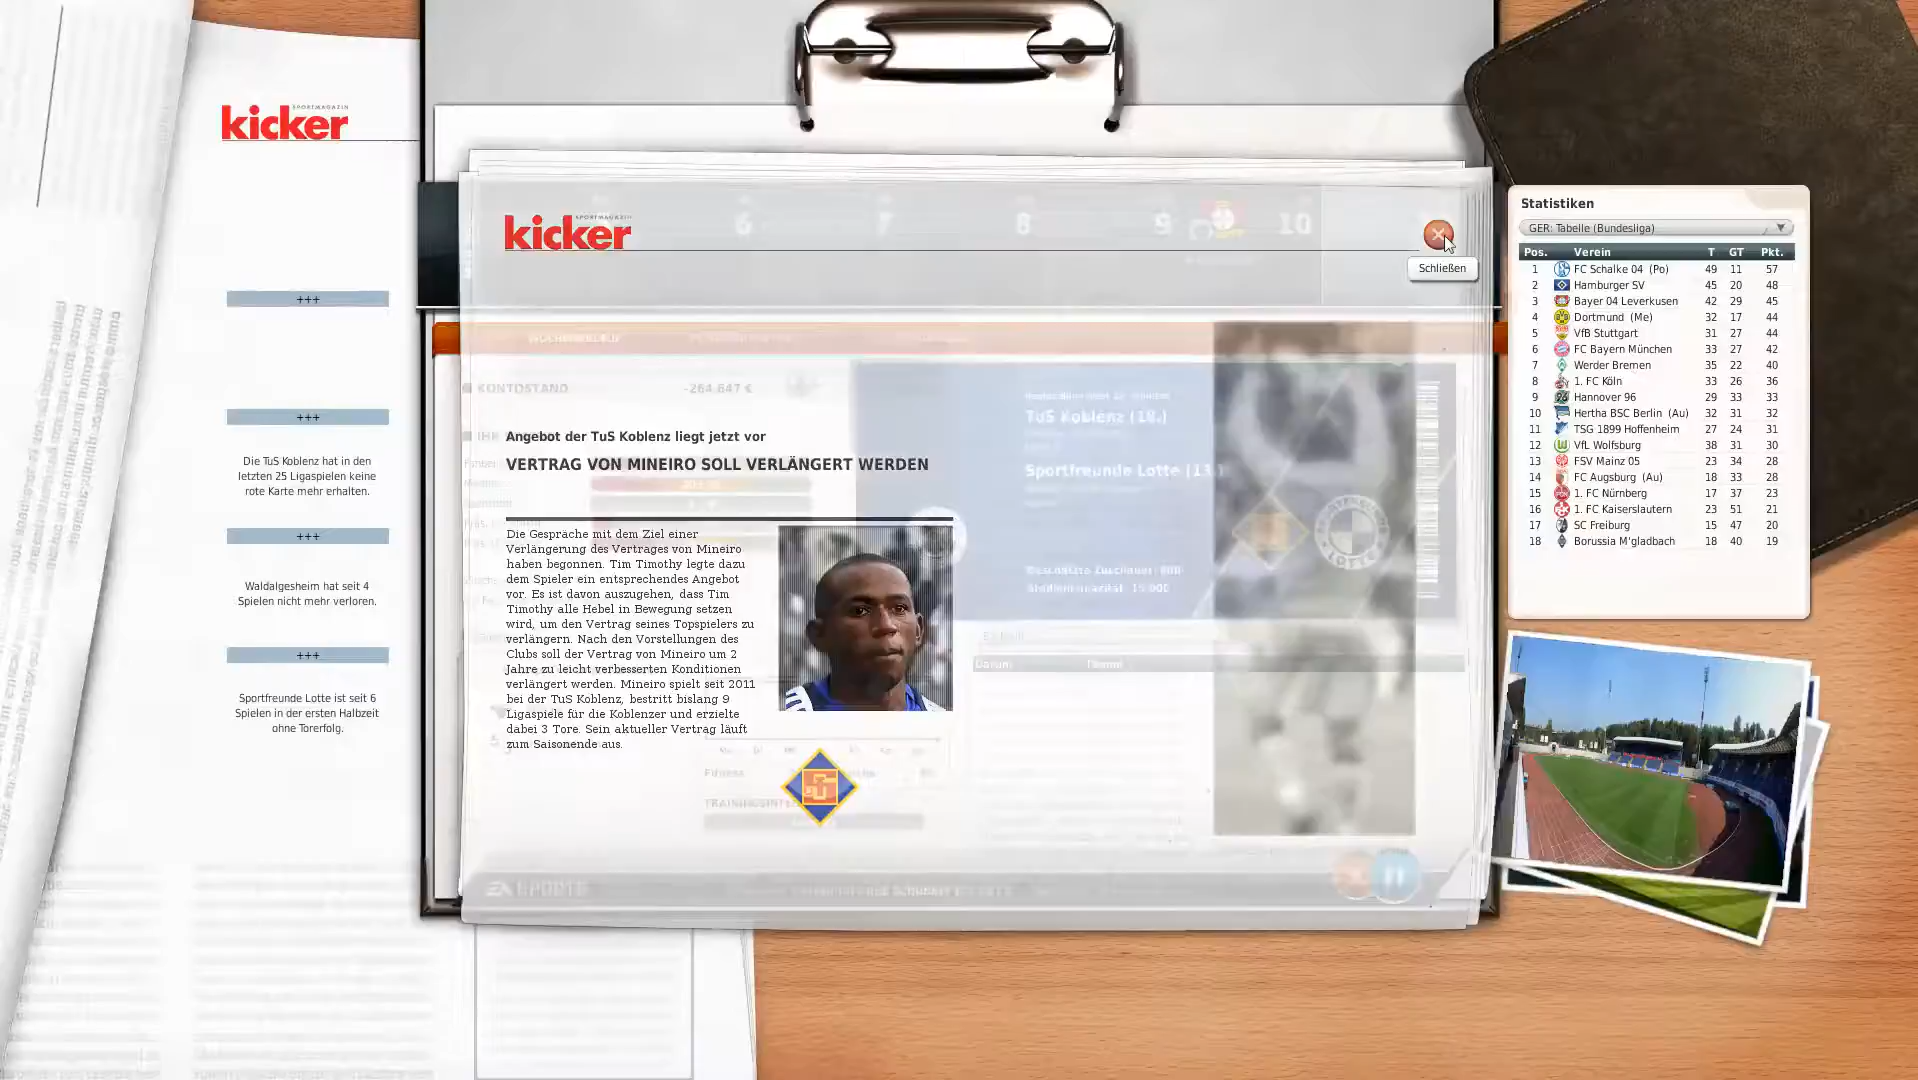 SPORTMAGAZIN
kicker
+++
+++
Die TuS Koblenz hat in den
letzten 25 Ligaspielen keine
rote Karte mehr erhalten.
+++
Waldalgesheim hat seit 4
Spielen nicht mehr verloren.
+++
Sportfreunde Lotte ist seit 6
Spielen in der ersten Halbzeit
ohne Torerfolg.
6 7 8 9 10
SPORTMAGAZIN
kicker
Schließen
KONTOSTAND -264.647 €
Angebot der TuS Koblenz liegt jetzt vor
VERTRAG VON MINEIRO SOLL VERLÄNGERT WERDEN
Die Gespräche mit dem Ziel einer
Verlängerung des Vertrages von Mineiro
haben begonnen. Tim Timothy legte dazu
dem Spieler ein entsprechendes Angebot
vor. Es ist davon auszugehen, dass Tim
Timothy alle Hebel in Bewegung setzen
wird, um den Vertrag seines Topspielers zu
verlängern. Nach den Vorstellungen des
Clubs soll der Vertrag von Mineiro um 2
Jahre zu leicht verbesserten Konditionen
verlängert werden. Mineiro spielt seit 2011
bei der TuS Koblenz, bestritt bislang 9
Ligaspiele für die Koblenzer und erzielte
dabei 3 Tore. Sein aktueller Vertrag läuft
zum Saisonende aus.
TuS Koblenz (18.)
Sportfreunde Lotte (13.)
Datum
Fitness
EA SPORTS
Statistiken
GER: Tabelle (Bundesliga)
Pos. Verein T GT Pkt.
1 FC Schalke 04 (Po) 49 11 57
2 Hamburger SV 45 20 48
3 Bayer 04 Leverkusen 42 29 45
4 Dortmund (Me) 32 17 44
5 VfB Stuttgart 31 27 44
6 FC Bayern München 33 27 42
7 Werder Bremen 35 22 40
8 1. FC Köln 33 26 36
9 Hannover 96 29 33 33
10 Hertha BSC Berlin (Au) 32 31 32
11 TSG 1899 Hoffenheim 27 24 31
12 VfL Wolfsburg 38 31 30
13 FSV Mainz 05 23 34 28
14 FC Augsburg (Au) 18 33 28
15 1. FC Nürnberg 17 37 23
16 1. FC Kaiserslautern 23 51 21
17 SC Freiburg 15 47 20
18 Borussia M'gladbach 18 40 19